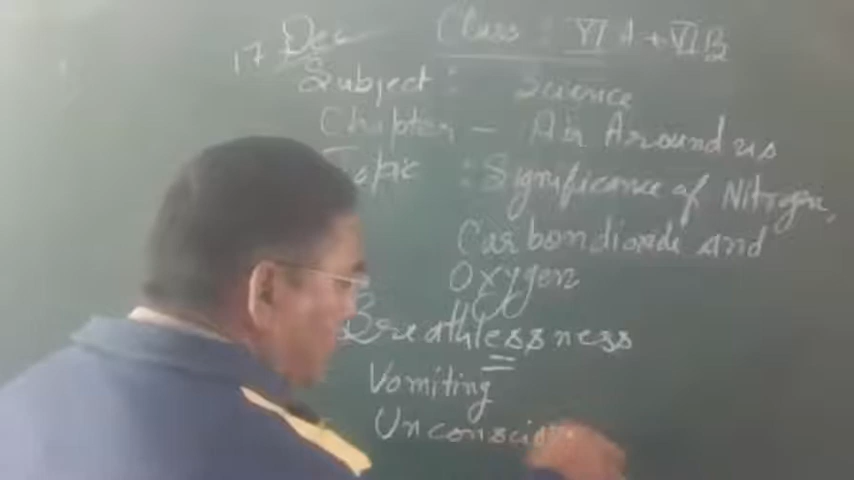 17 Dec Class : VI A + VI B
Subject : Science
Chapter – Air Around us
Topic : Significance of Nitrogen,
Carbondioxide and
Oxygen
Breathlessness
Vomiting
Unconscious